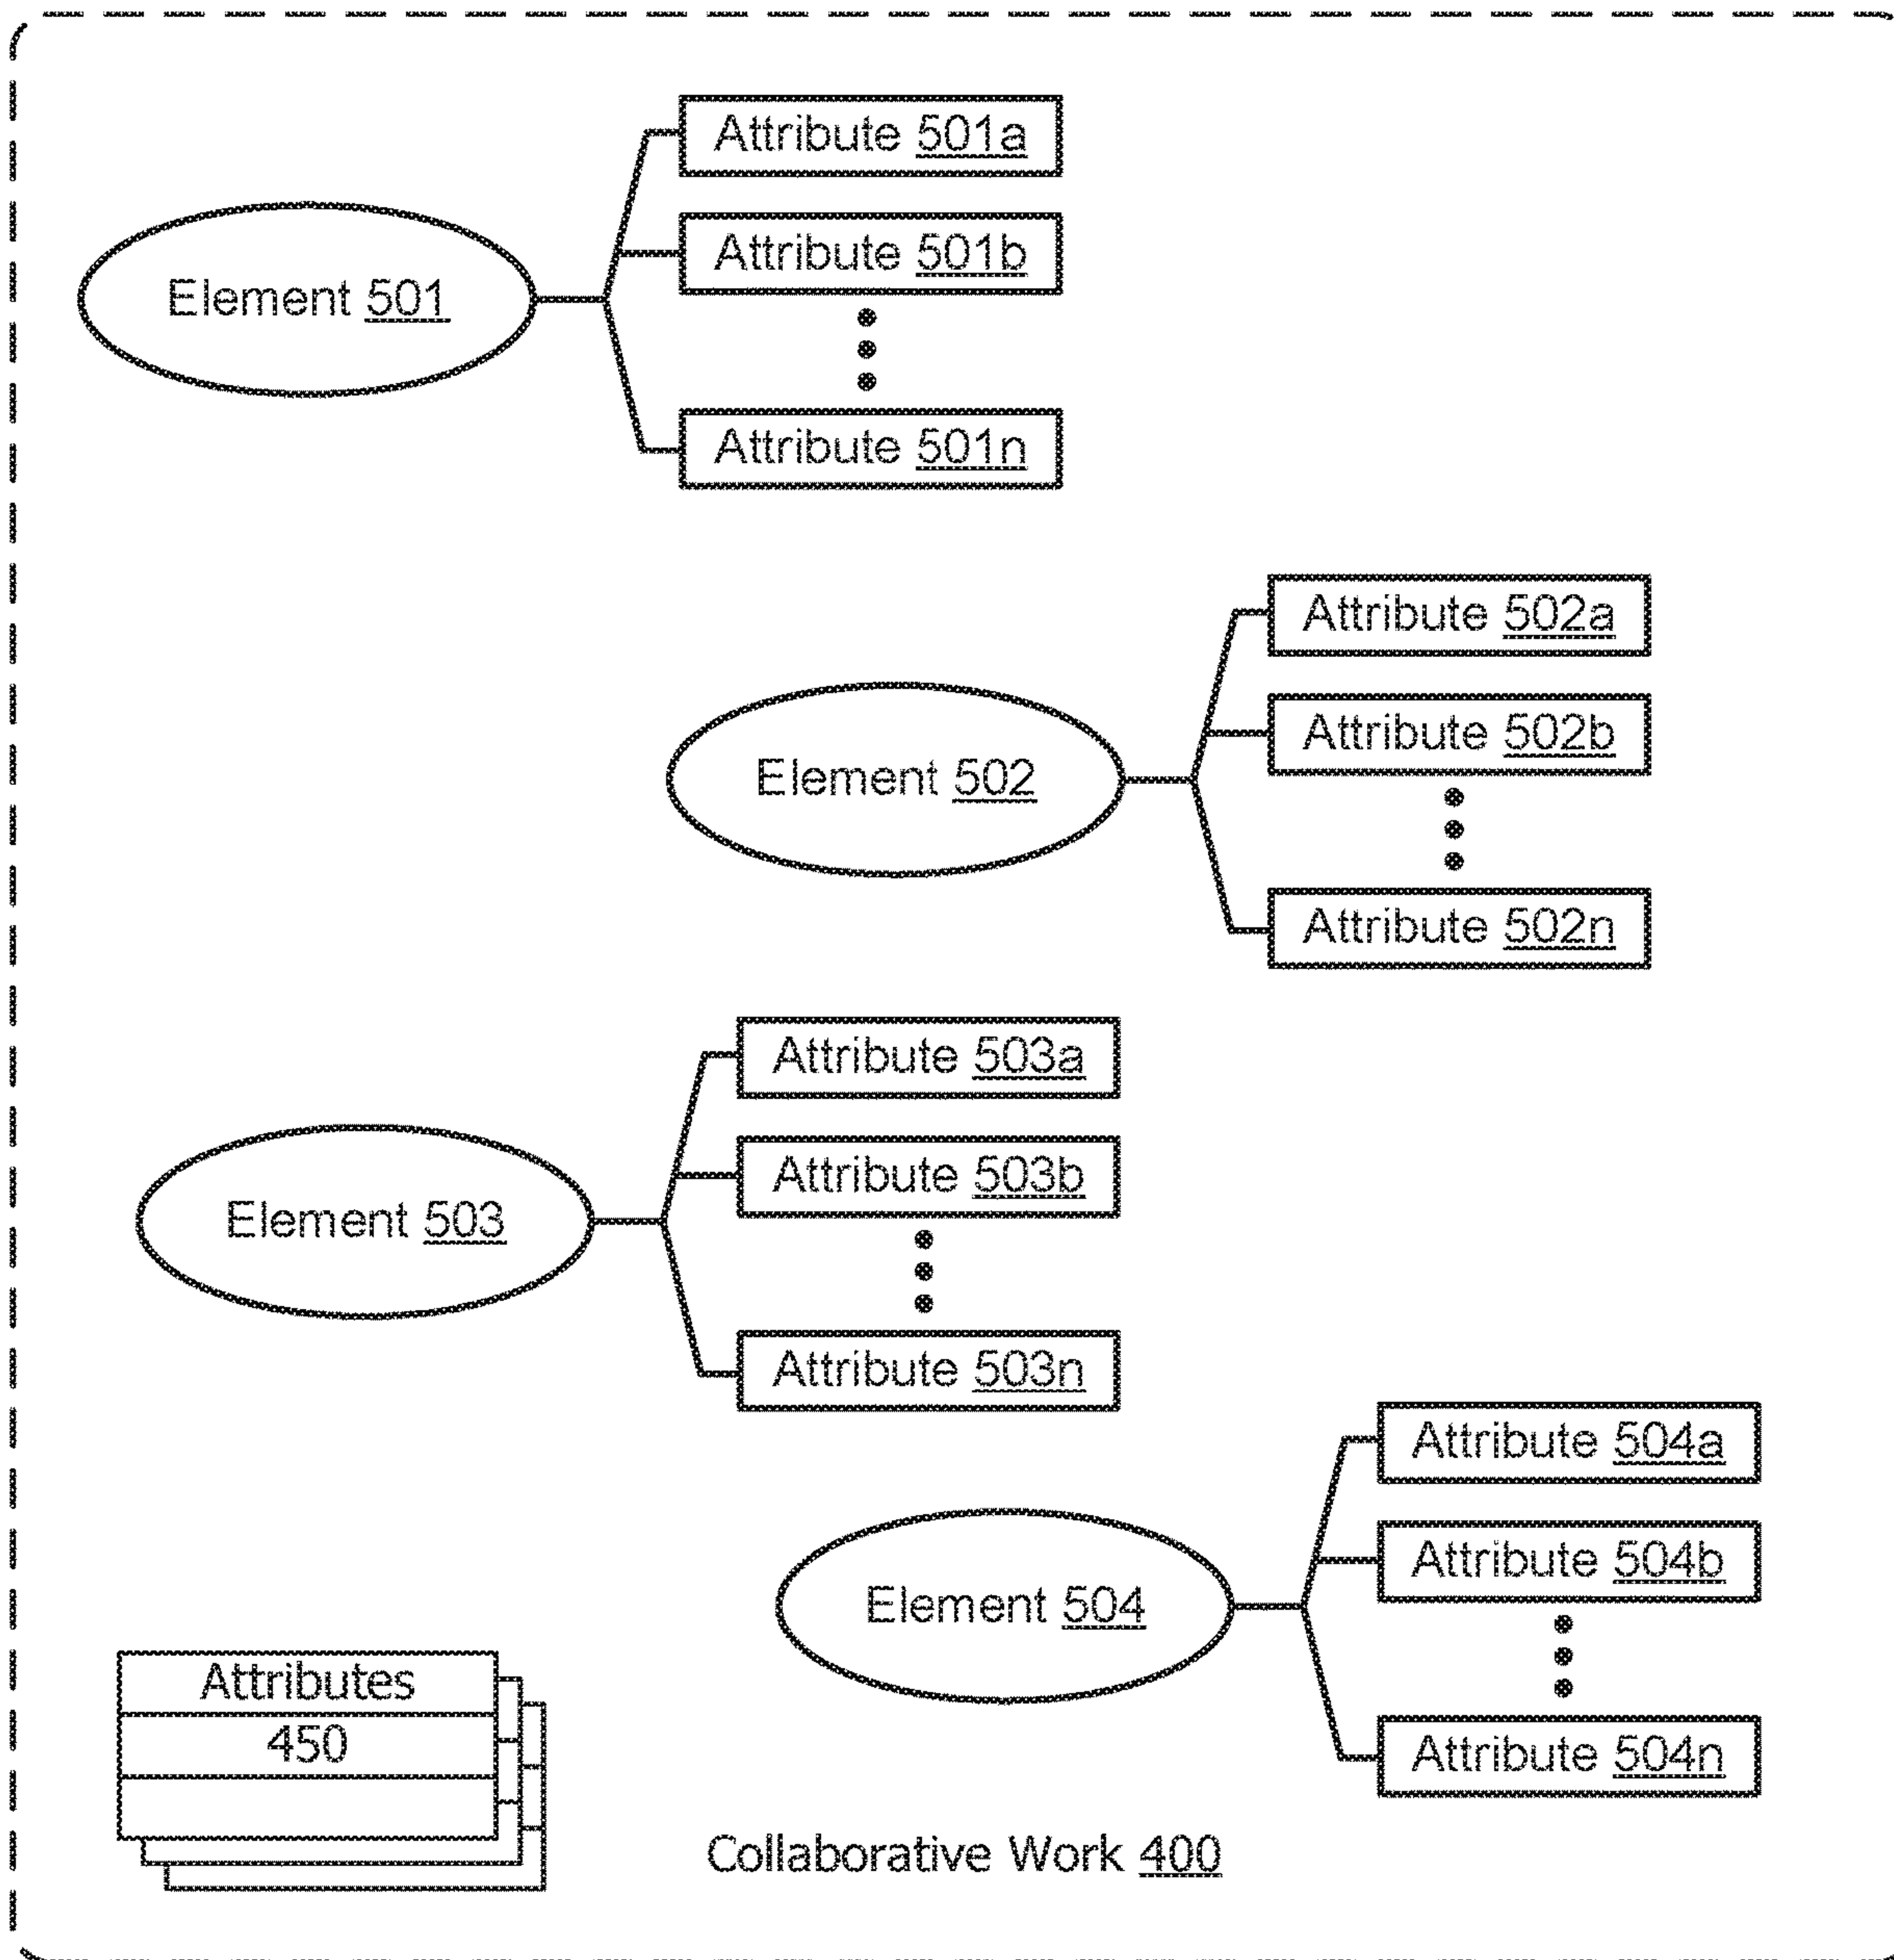 Attribute 501a
Attribute 501b
Element 501
Attribute 501n
Attribute 502a
Attribute 502b
Element 502
Attribute 502n
Attribute 503a
Attribute 503b
Element 503
Attribute 503n
Attribute 504a
Attribute 504b
Element 504
Attribute 504n
Attributes
450
Collaborative Work 400